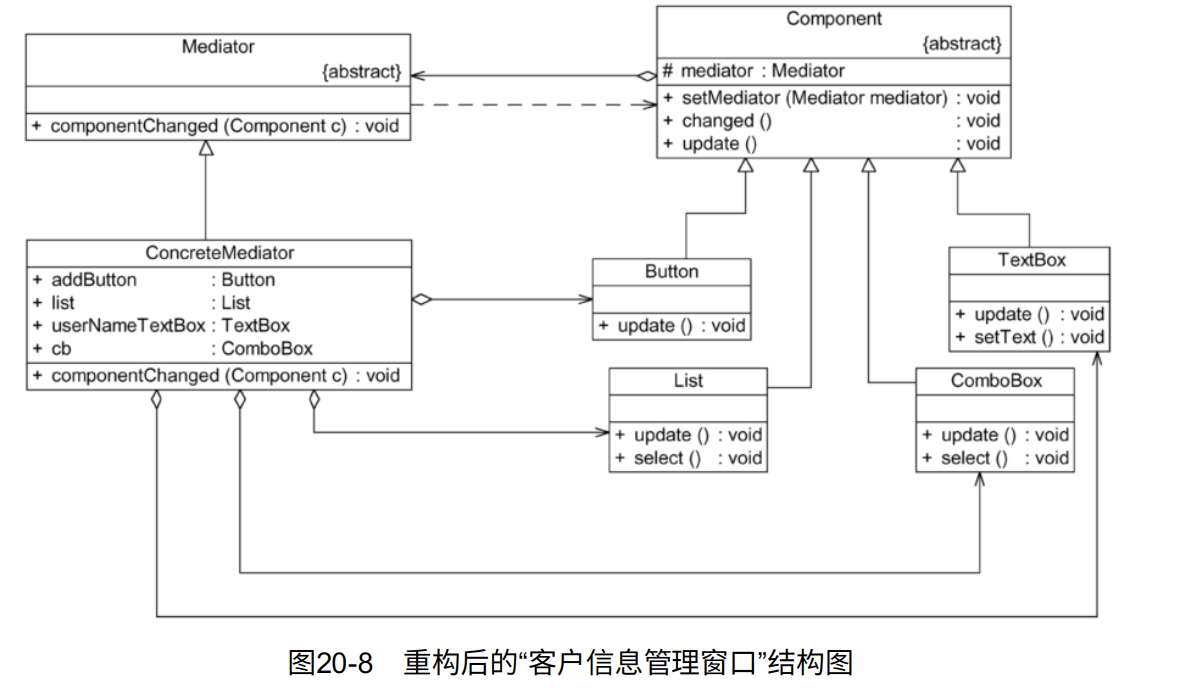 Mediator
{abstract}
+ componentChanged (Component c) : void
Component
{abstract}
# mediator : Mediator
+ setMediator (Mediator mediator) : void
+ changed () : void
+ update () : void
ConcreteMediator
+ addButton : Button
+ list : List
+ userNameTextBox : TextBox
+ cb : ComboBox
+ componentChanged (Component c) : void
Button
+ update () : void
TextBox
+ update () : void
+ setText () : void
List
+ update () : void
+ select () : void
ComboBox
+ update () : void
+ select () : void
图20-8 重构后的“客户信息管理窗口”结构图